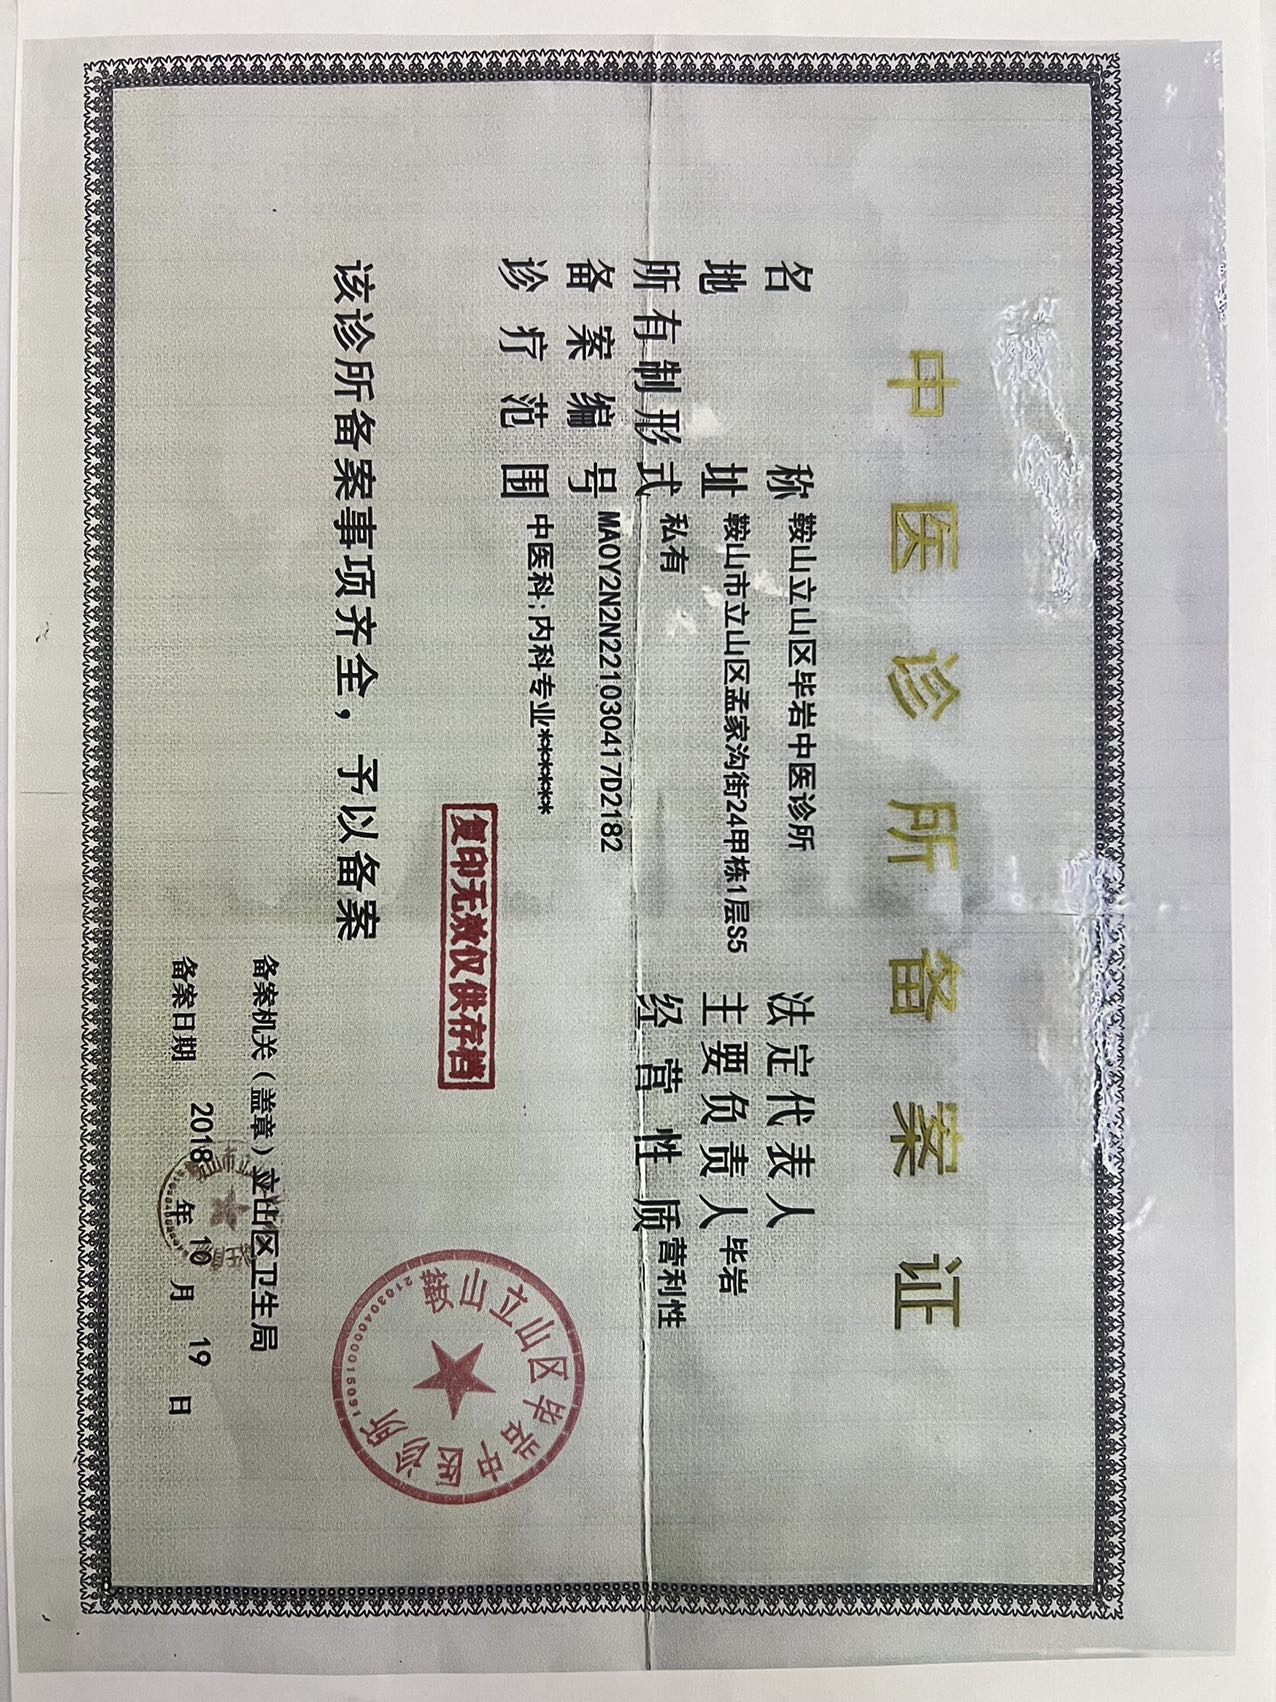 中医诊所备案证
名称 鞍山立山区毕岩中医诊所 法定代表人
地址 鞍山市立山区孟家沟街24甲栋1层S5 主要负责人 毕岩
所有制形式 私有 经营性质 营利性
备案编号 MA0Y2N2N221030417D2182
诊疗范围 中医科;内科专业*****
复印无效仅供存档
该诊所备案事项齐全，予以备案
鞍山立山区毕岩中医诊所
备案机关（盖章）立山区卫生局
备案日期 2018 年 10 月 19 日